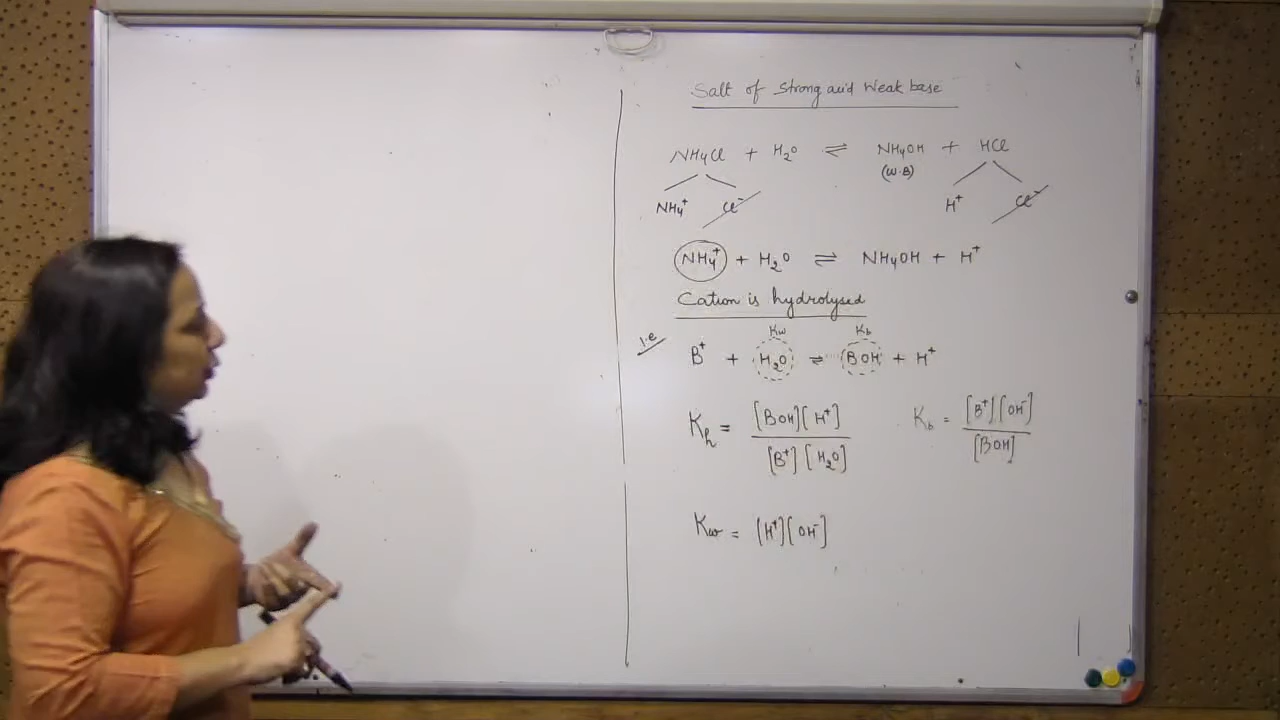 Salt of Strong acid Weak base
NH4Cl + H2O ⇌ NH4OH + HCl
(W.B)
NH4+ Cl- H+ Cl-
NH4+ + H2O ⇌ NH4OH + H+
Cation is hydrolysed
Kw Kb
i.e B+ + H2O ⇌ BOH + H+
Kh = [BOH][H+] / [B+][H2O] Kb = [B+][OH-] / [BOH]
Kw = [H+][OH-]